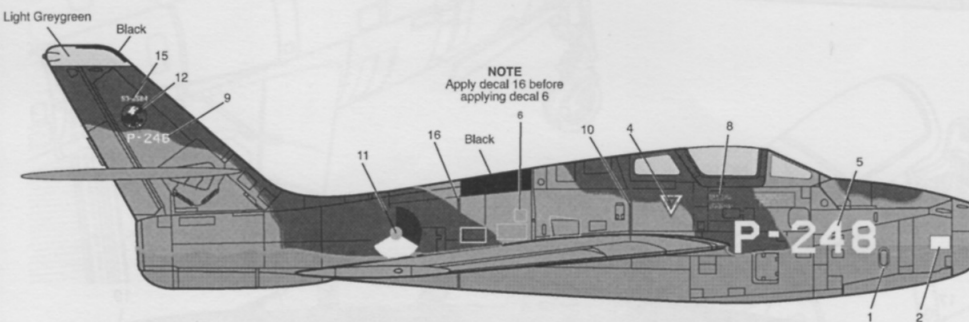 Light Greygreen
Black
15
12
9
P-248
NOTE
Apply decal 16 before
applying decal 6
6
16
Black
11
10
4
8
5
P-248
1
2